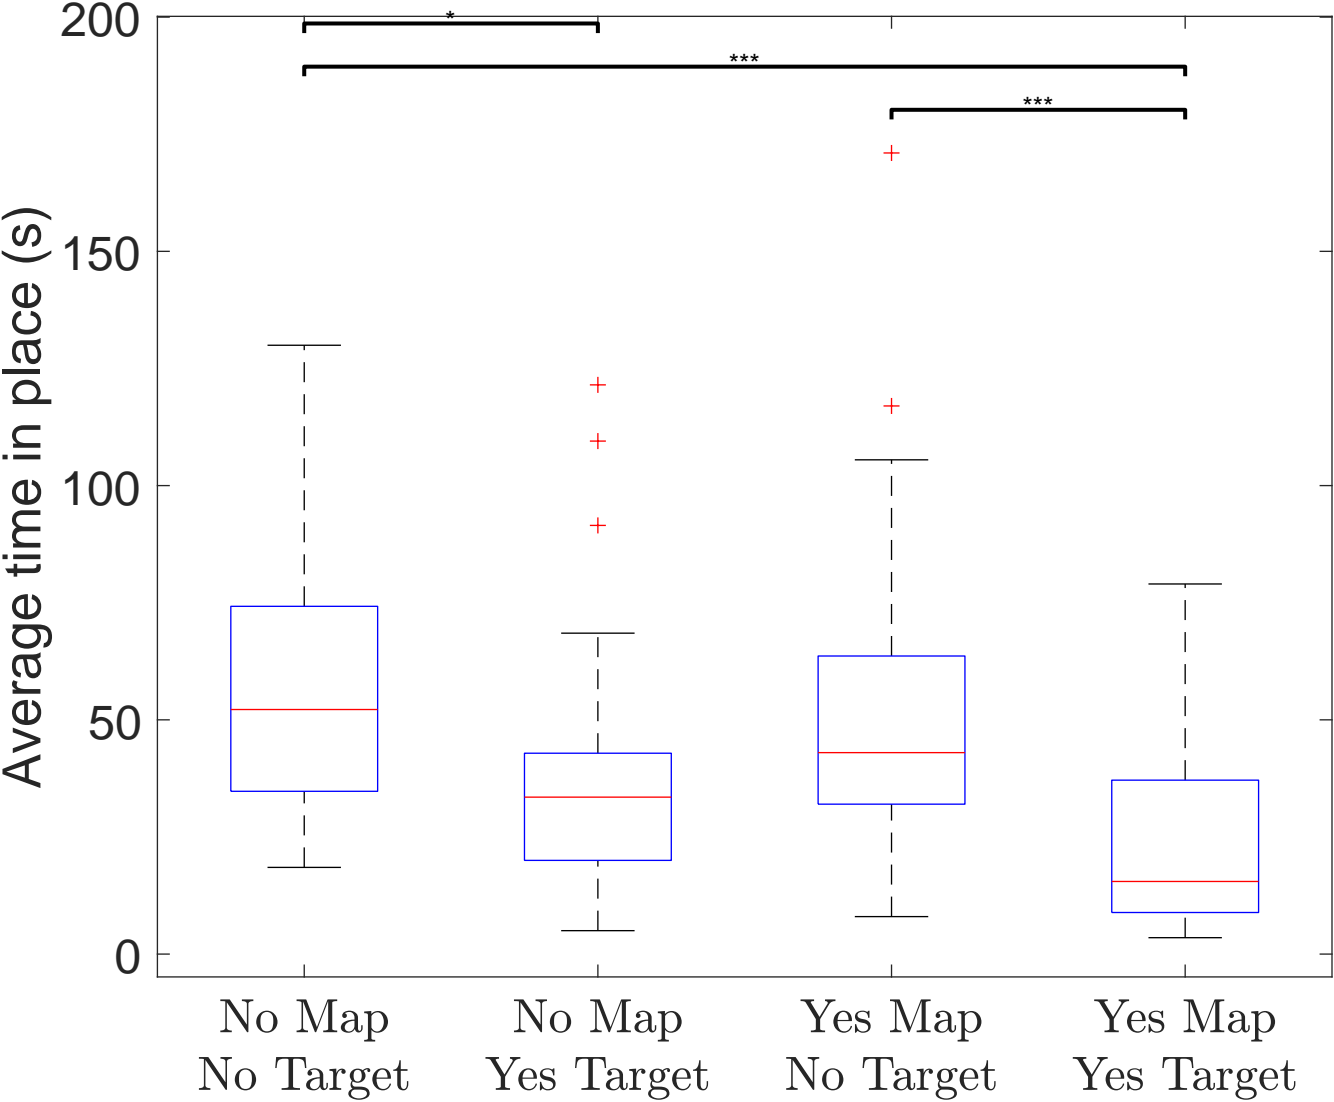 200
*
***
***
150
100
50
0
Average time in place (s)
No Map
No Target
No Map
Yes Target
Yes Map
No Target
Yes Map
Yes Target